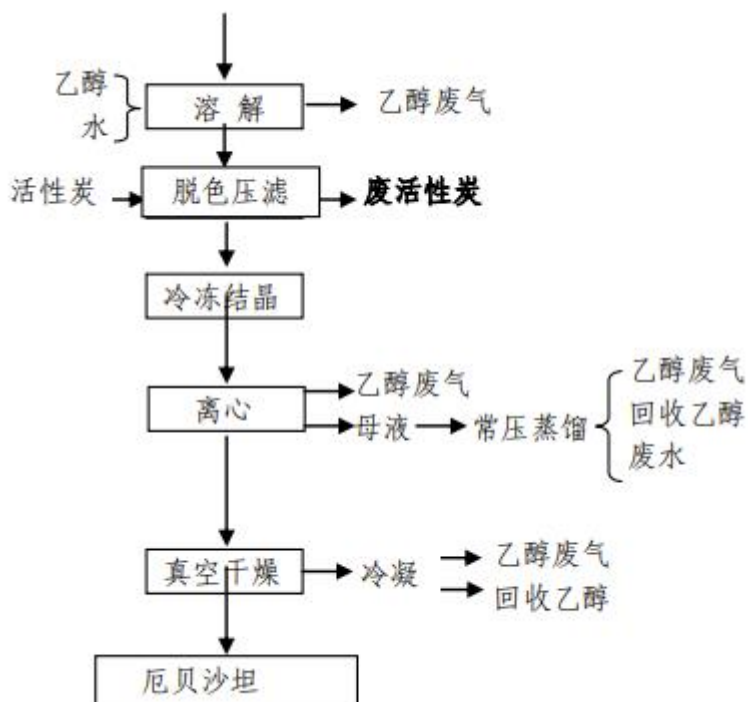 乙醇
水
溶 解
乙醇废气
活性炭
脱色压滤
废活性炭
冷冻结晶
离心
乙醇废气
母液
常压蒸馏
乙醇废气
回收乙醇
废水
真空干燥
冷凝
乙醇废气
回收乙醇
厄贝沙坦